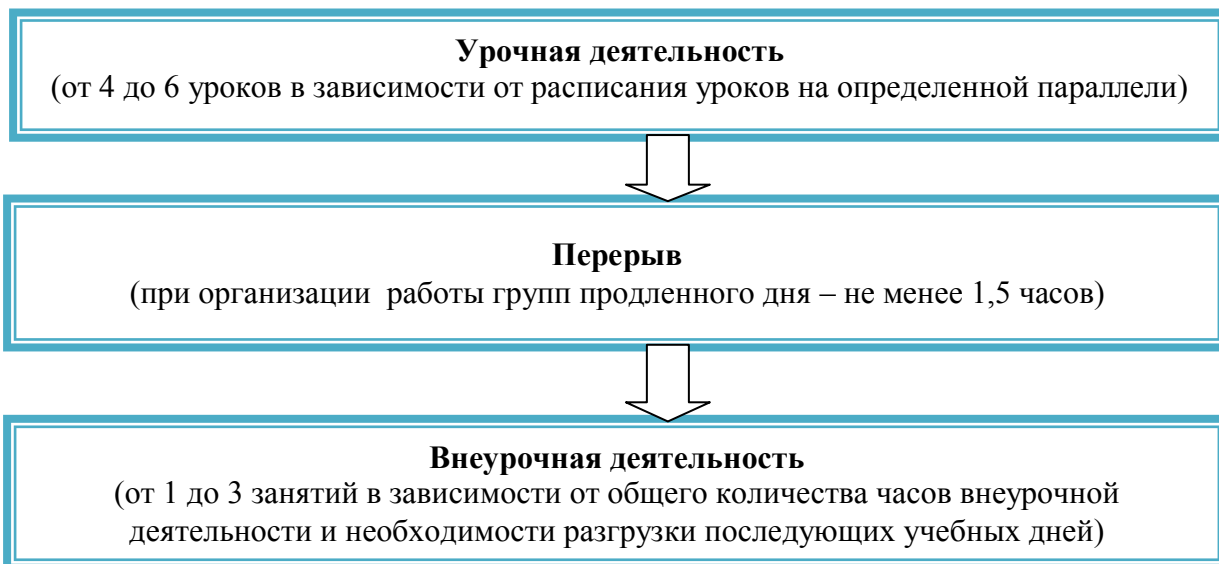 Урочная деятельность
(от 4 до 6 уроков в зависимости от расписания уроков на определенной параллели)
Перерыв
(при организации  работы групп продленного дня – не менее 1,5 часов)
Внеурочная деятельность
(от 1 до 3 занятий в зависимости от общего количества часов внеурочной
деятельности и необходимости разгрузки последующих учебных дней)